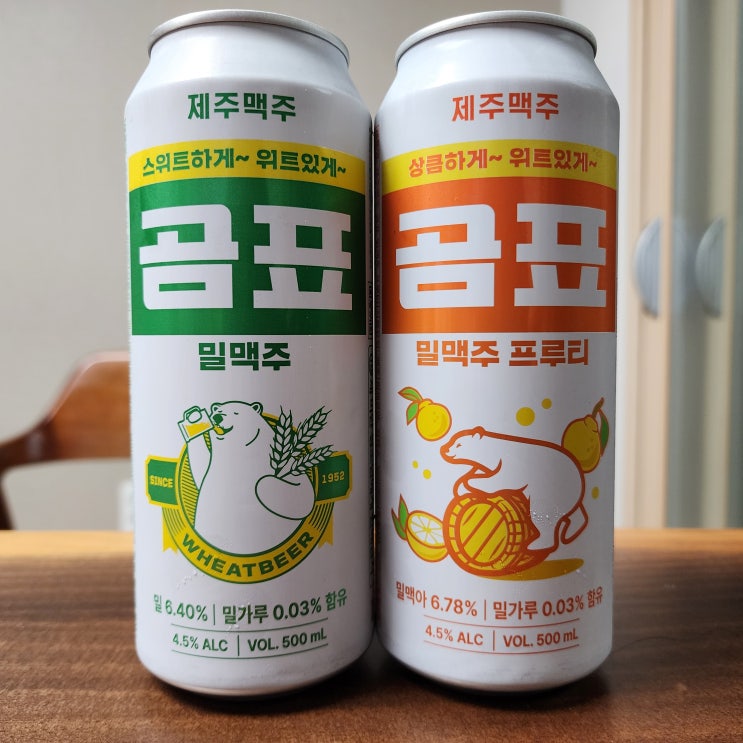 제주맥주
스위트하게~ 위트있게~
곰표
밀맥주
SINCE 1952
WHEATBEER
밀 6.40% | 밀가루 0.03% 함유
4.5% ALC | VOL. 500 mL
제주맥주
상큼하게~ 위트있게~
곰표
밀맥주 프루티
밀맥아 6.78% | 밀가루 0.03% 함유
4.5% ALC | VOL. 500 mL